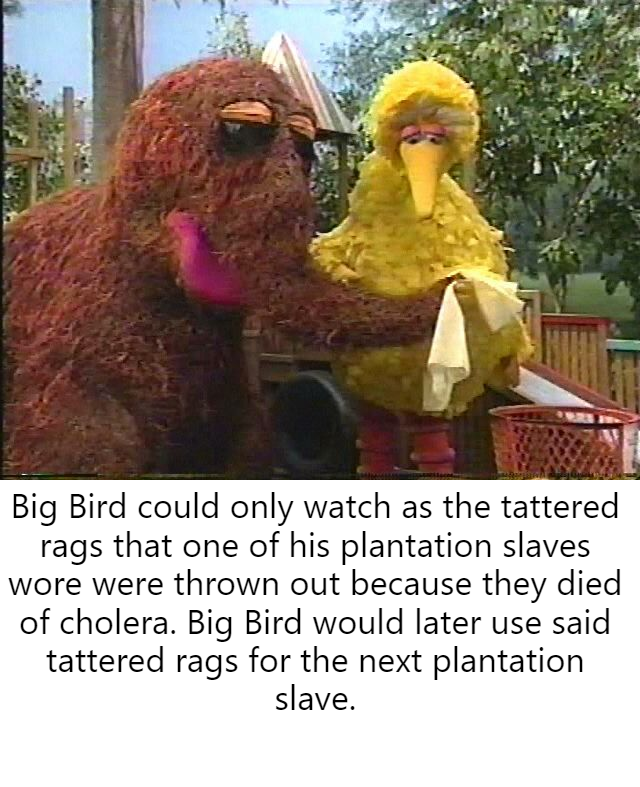 Big Bird could only watch as the tattered
rags that one of his plantation slaves
wore were thrown out because they died
of cholera. Big Bird would later use said
tattered rags for the next plantation
slave.